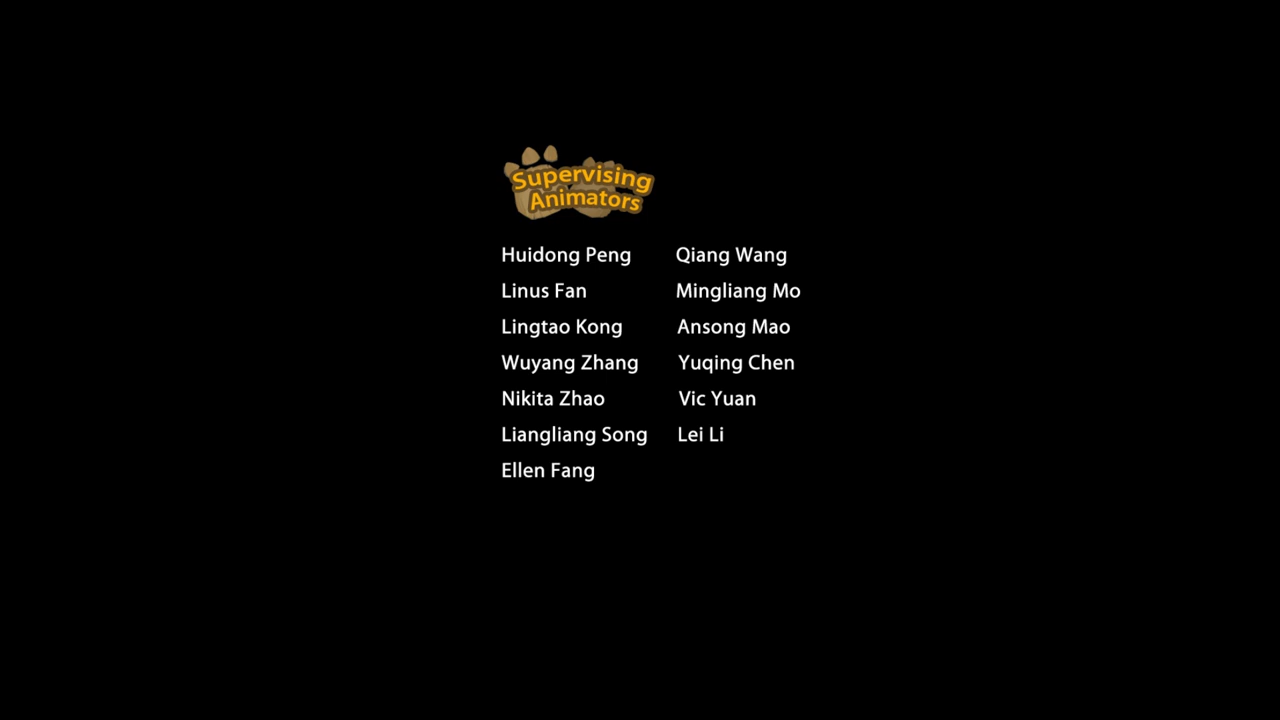 Supervising
Animators
Huidong Peng Qiang Wang
Linus Fan Mingliang Mo
Lingtao Kong Ansong Mao
Wuyang Zhang Yuqing Chen
Nikita Zhao Vic Yuan
Liangliang Song Lei Li
Ellen Fang